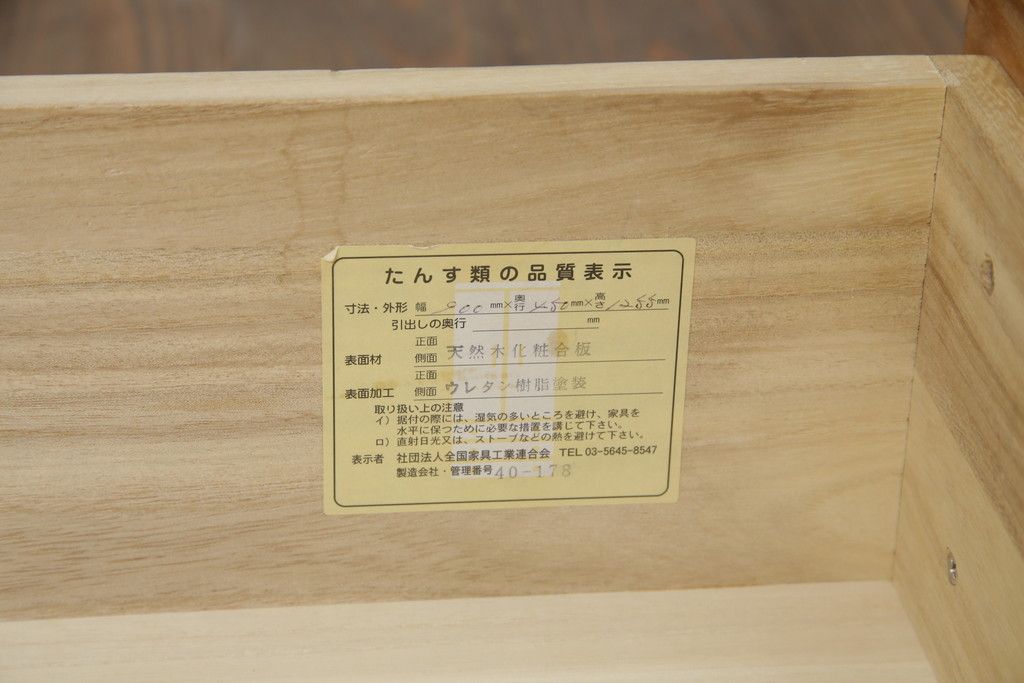 たんす類の品質表示
寸法・外形 幅 900 mm × 奥行 450 mm × 高さ 1255 mm
引出しの奥行 mm
正面
表面材 側面 天然木化粧合板
正面
表面加工 側面 ウレタン樹脂塗装
取り扱い上の注意
イ）据付の際には、湿気の多いところを避け、家具を
水平に保つために必要な措置を講じて下さい。
ロ）直射日光又は、ストーブなどの熱を避けて下さい。
表示者 社団法人全国家具工業連合会 TEL 03-5645-8547
製造会社・管理番号 40-178